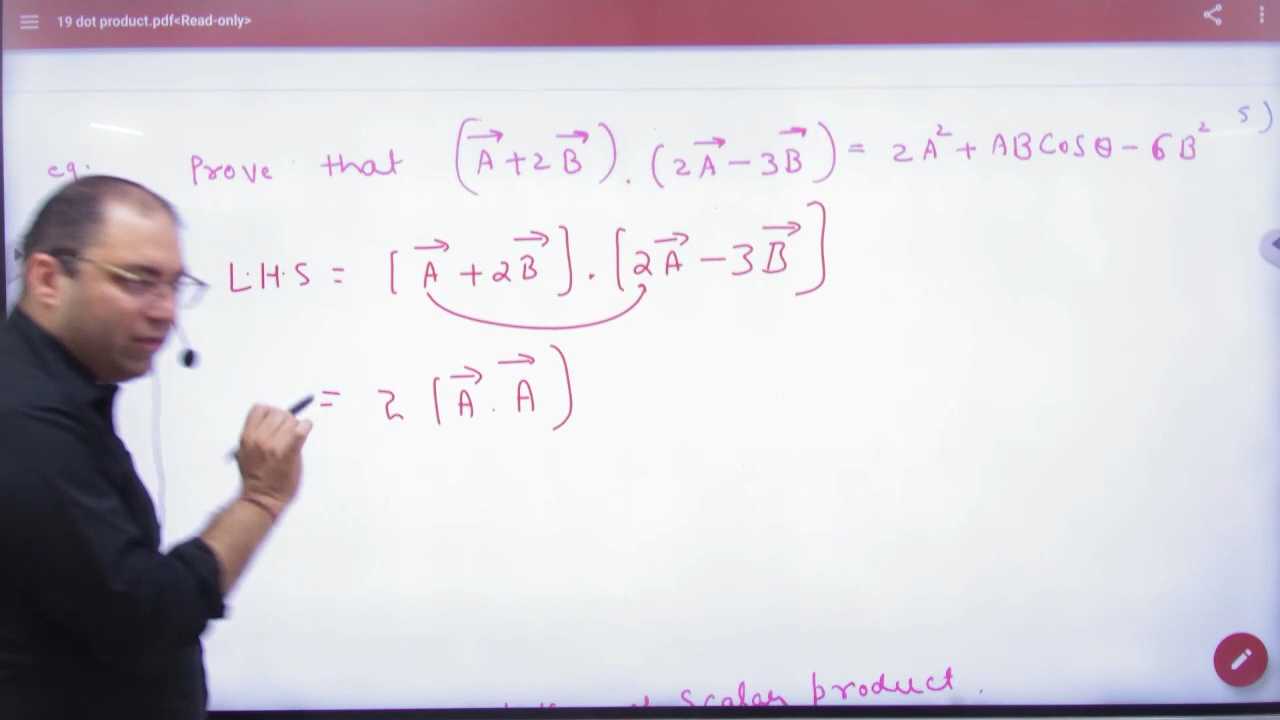 19 dot product.pdf<Read-only>
5)
eg. Prove that (A⃗ + 2B⃗) . (2A⃗ − 3B⃗) = 2A² + ABCosθ − 6B²
L.H.S = [A⃗ + 2B⃗] . [2A⃗ − 3B⃗]
= 2 (A⃗ . A⃗)
scalar product.